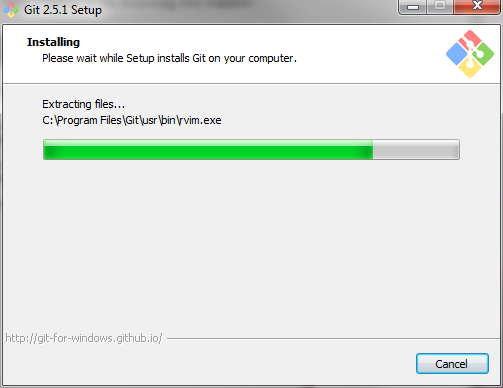 Git 2.5.1 Setup
Installing
Please wait while Setup installs Git on your computer.
Extracting files...
C:\Program Files\Git\usr\bin\rvim.exe
http://git-for-windows.github.io/
Cancel